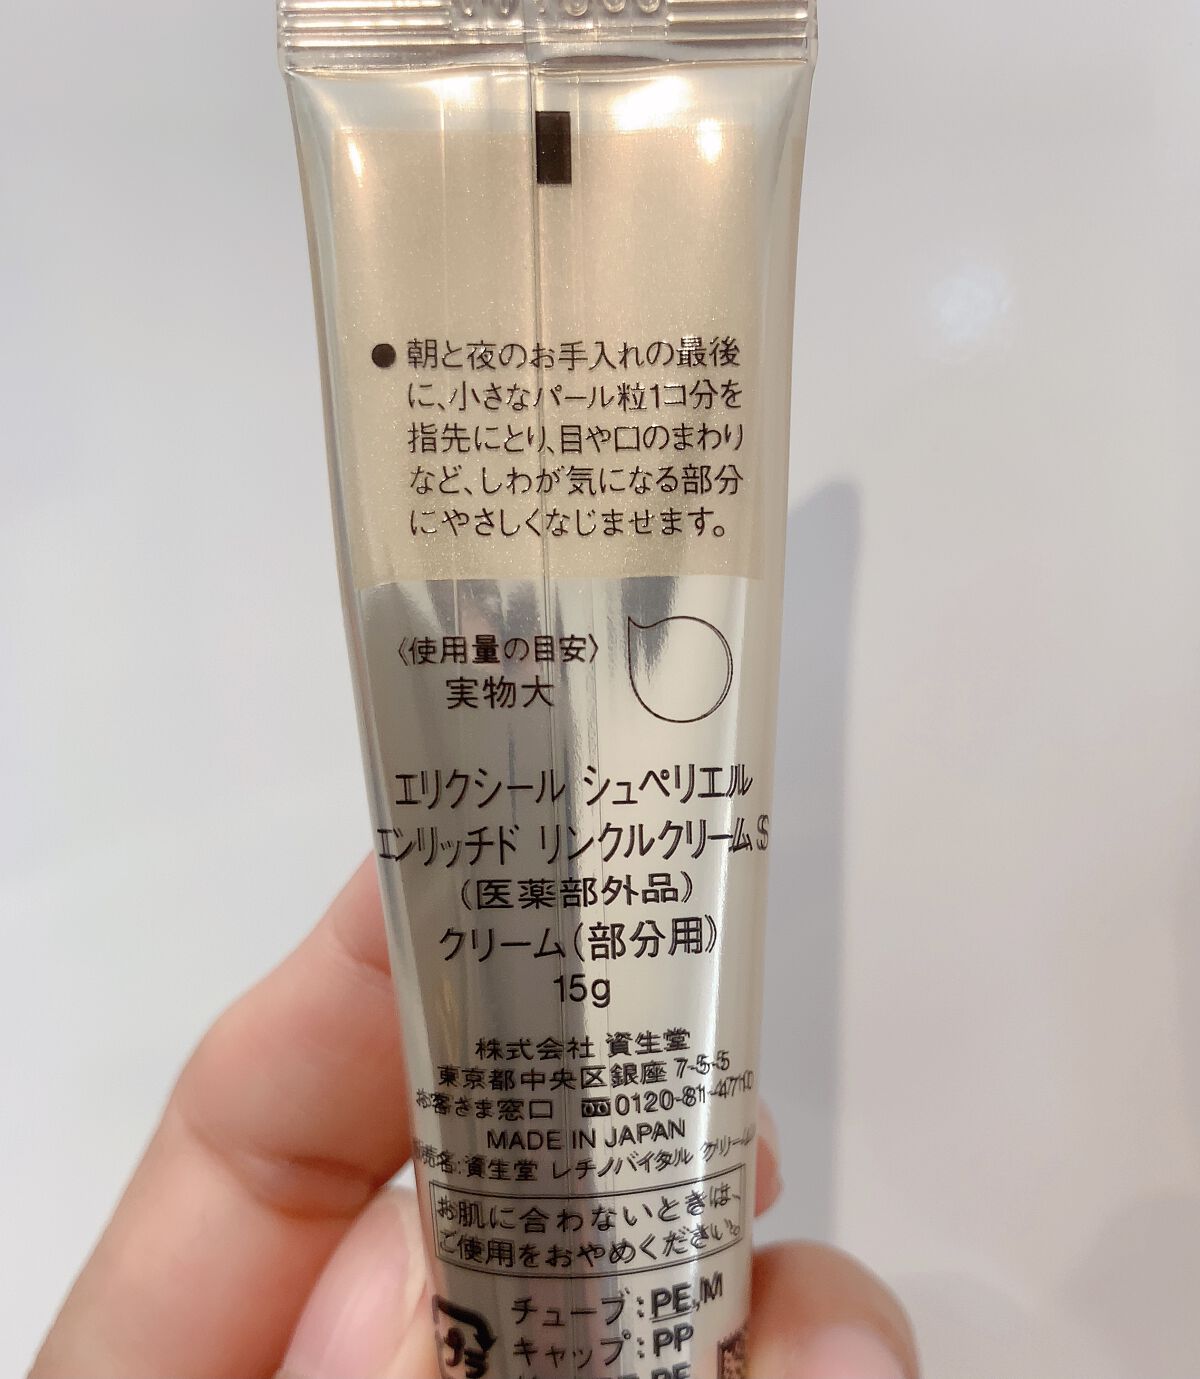 ● 朝と夜のお手入れの最後
に、小さなパール粒1コ分を
指先にとり、目や口のまわり
など、しわが気になる部分
にやさしくなじませます。
〈使用量の目安〉
実物大
エリクシール シュペリエル
エンリッチド リンクルクリーム S
（医薬部外品）
クリーム（部分用）
15g
株式会社 資生堂
東京都中央区銀座 7-5-5
お客さま窓口
MADE IN JAPAN
資生堂 レチノバイタル クリーム
お肌に合わないときは、
ご使用をおやめください。
チューブ：PE,M
キャップ：PP
プラ